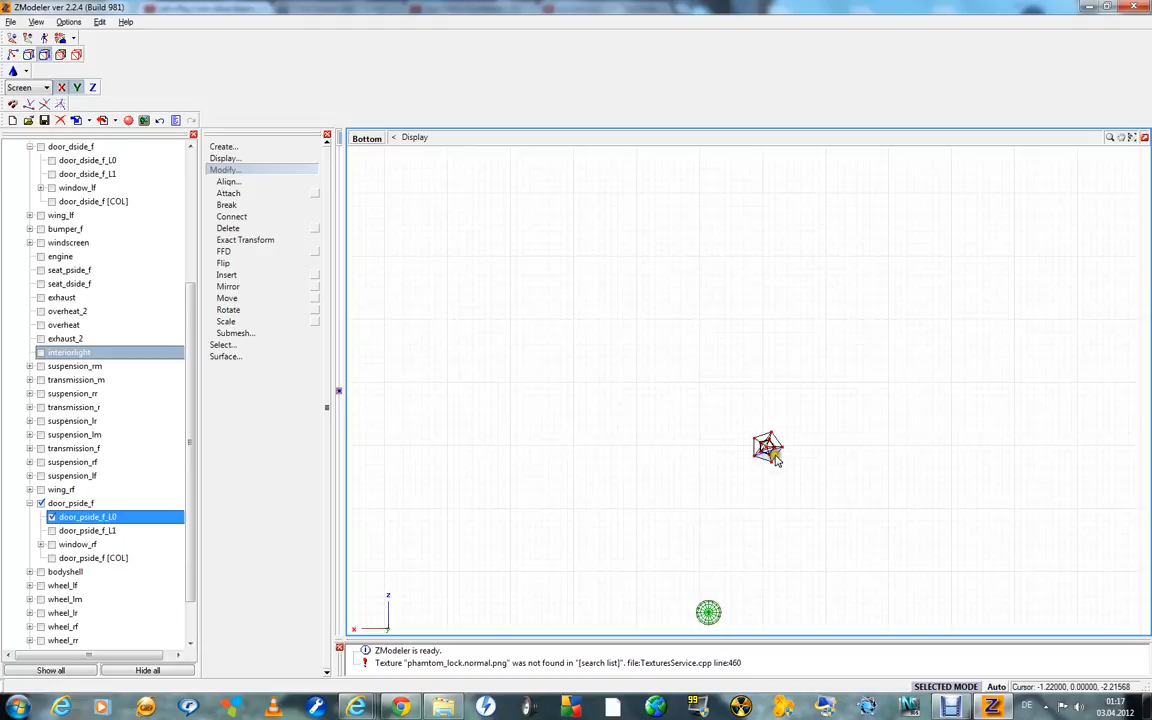 ZModeler ver 2.2.4 (Build 981)
File View Options Edit Help
Screen X Y Z
door_dside_f
door_dside_f_L0
door_dside_f_L1
window_lf
door_dside_f [COL]
wing_lf
bumper_f
windscreen
engine
seat_pside_f
seat_dside_f
exhaust
overheat_2
overheat
exhaust_2
interiorlight
suspension_rm
transmission_m
suspension_rr
transmission_r
suspension_lr
suspension_lm
transmission_f
suspension_rf
suspension_lf
wing_rf
door_pside_f
door_pside_f_L0
door_pside_f_L1
window_rf
door_pside_f [COL]
bodyshell
wheel_lf
wheel_lm
wheel_lr
wheel_rf
wheel_rr
Show all Hide all
Create...
Display...
Modify...
Align...
Attach
Break
Connect
Delete
Exact Transform
FFD
Flip
Insert
Mirror
Move
Rotate
Scale
Submesh...
Select...
Surface...
Bottom < Display
z
x
y
ZModeler is ready.
Texture "phamtom_lock.normal.png" was not found in "[search list]". file:TexturesService.cpp line:460
SELECTED MODE Auto Cursor: -1.22000, 0.00000, -2.21568
99
DE
01:17
03.04.2012